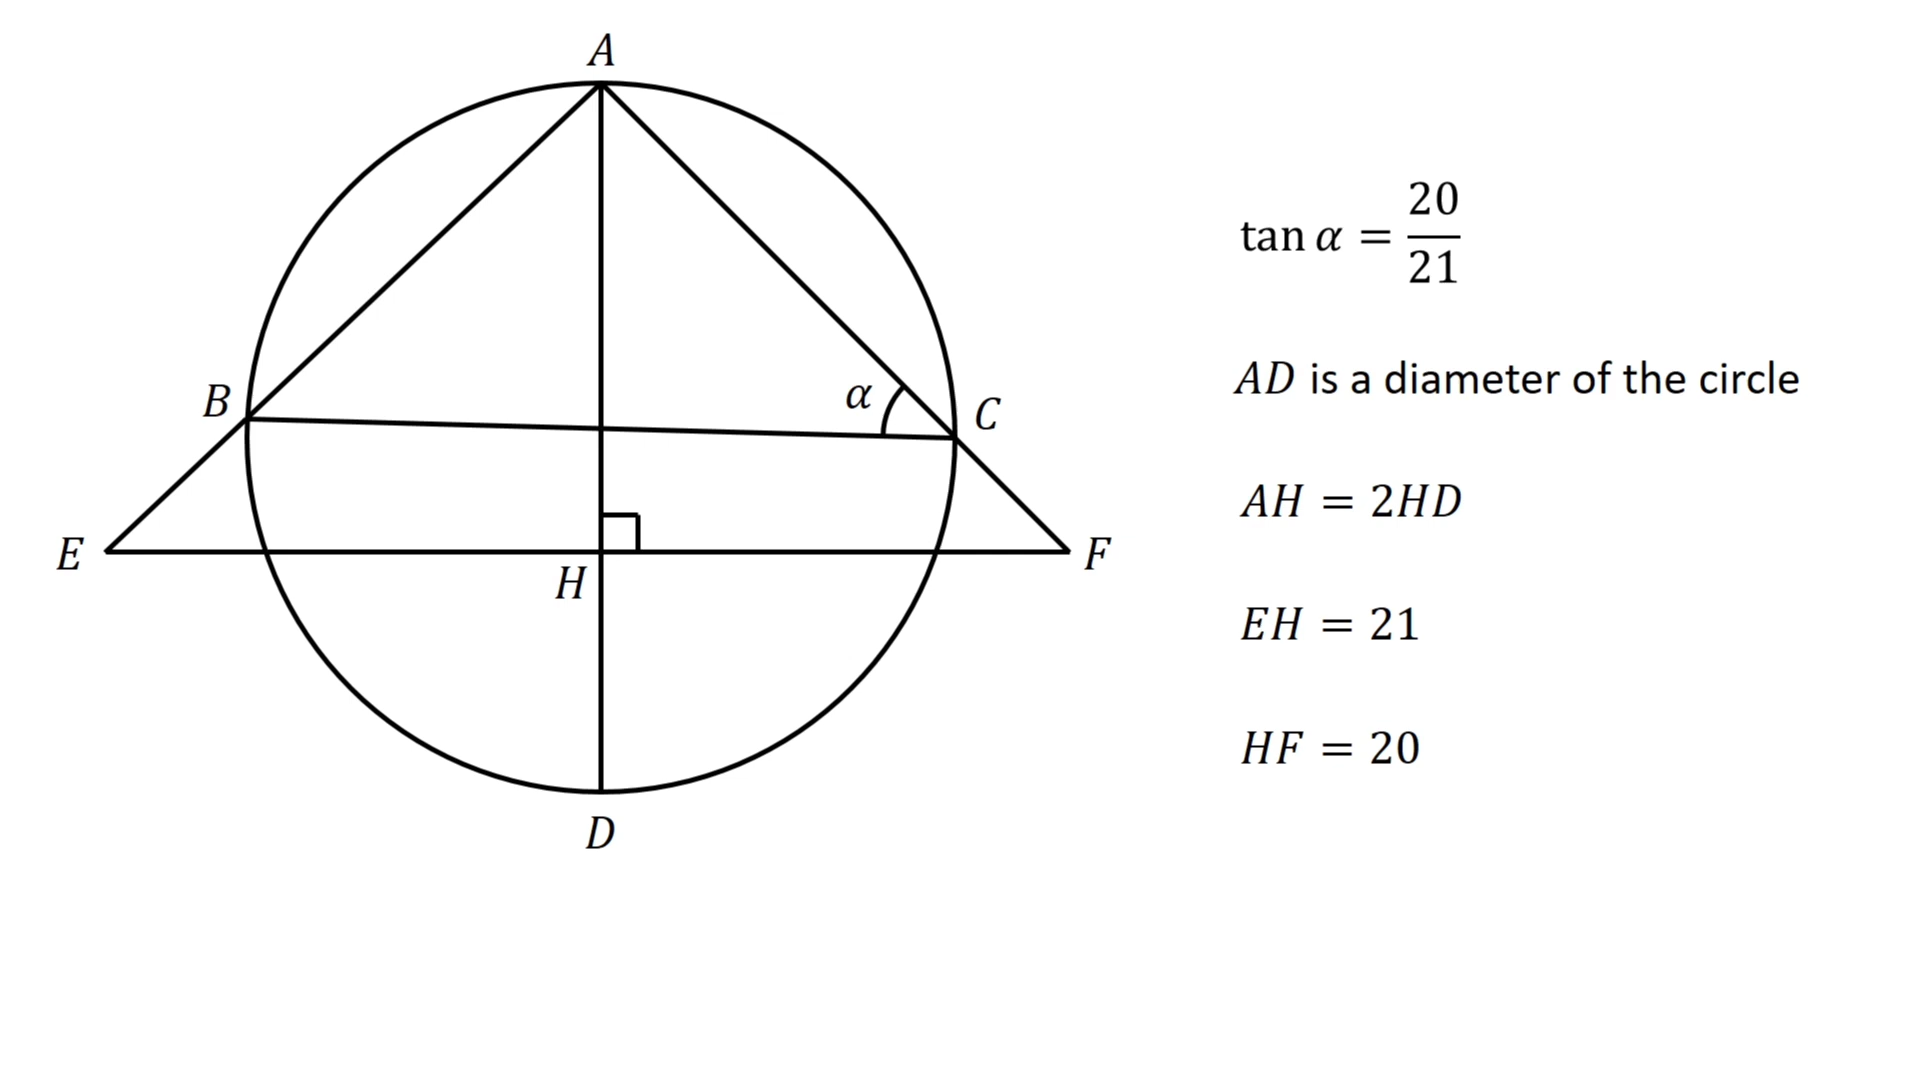 A
B
α
C
E
H
F
D
tan α = 20/21
AD is a diameter of the circle
AH = 2HD
EH = 21
HF = 20